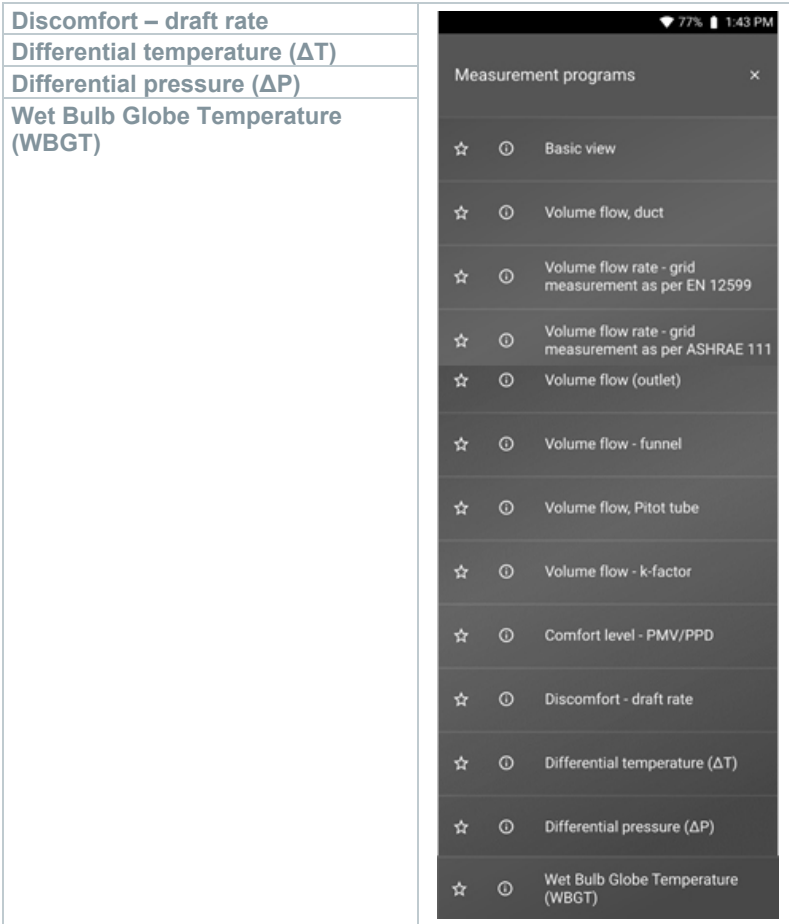 Discomfort – draft rate
Differential temperature (ΔT)
Differential pressure (ΔP)
Wet Bulb Globe Temperature
(WBGT)
77% 1:43 PM
Measurement programs ×
Basic view
Volume flow, duct
Volume flow rate - grid
measurement as per EN 12599
Volume flow rate - grid
measurement as per ASHRAE 111
Volume flow (outlet)
Volume flow - funnel
Volume flow, Pitot tube
Volume flow - k-factor
Comfort level - PMV/PPD
Discomfort - draft rate
Differential temperature (ΔT)
Differential pressure (ΔP)
Wet Bulb Globe Temperature
(WBGT)